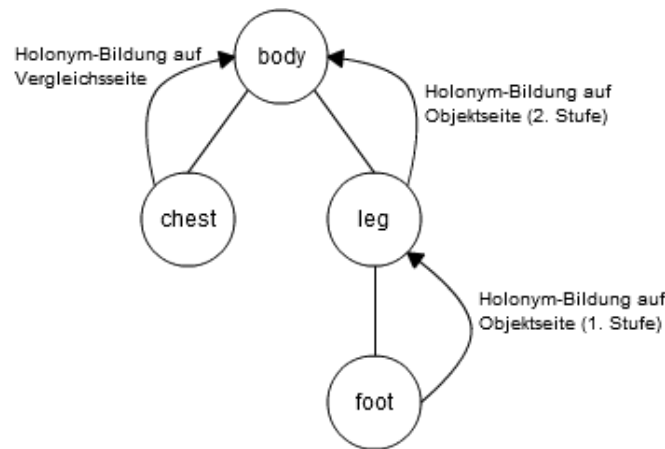 Holonym-Bildung auf
Vergleichsseite
body
Holonym-Bildung auf
Objektseite (2. Stufe)
chest
leg
Holonym-Bildung auf
Objektseite (1. Stufe)
foot